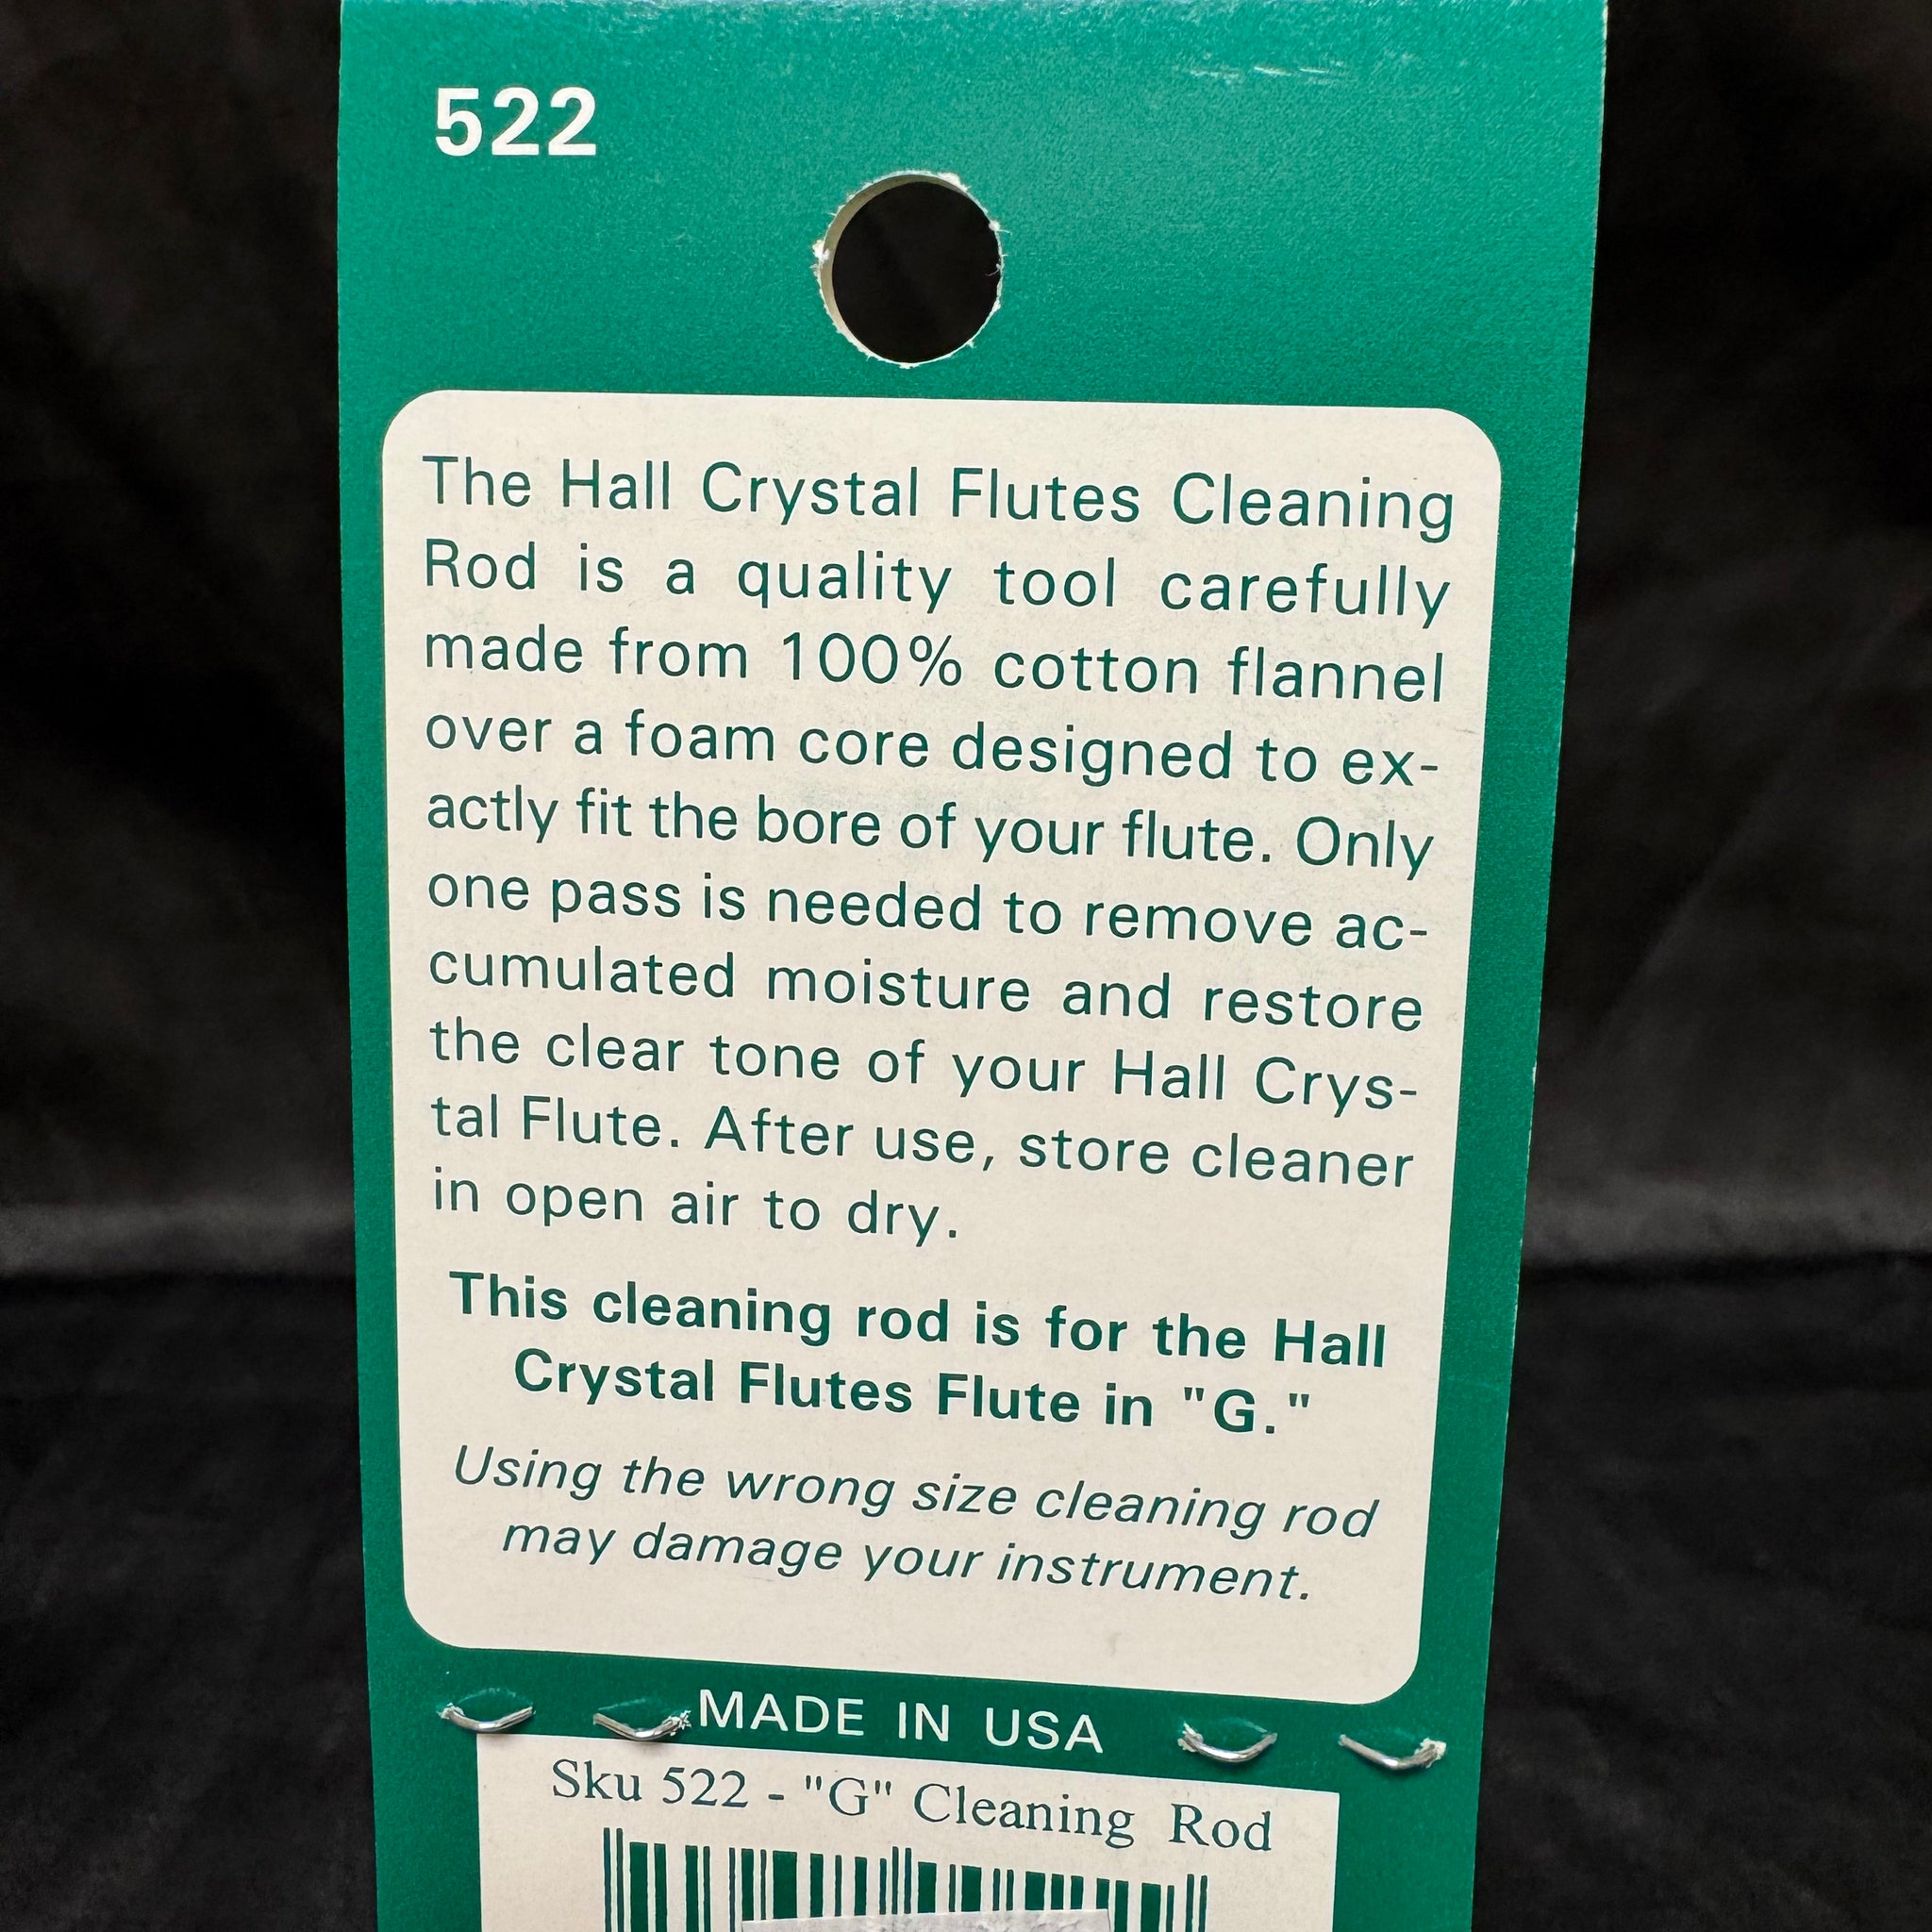 522
The Hall Crystal Flutes Cleaning
Rod is a quality tool carefully
made from 100% cotton flannel
over a foam core designed to ex-
actly fit the bore of your flute. Only
one pass is needed to remove ac-
cumulated moisture and restore
the clear tone of your Hall Crys-
tal Flute. After use, store cleaner
in open air to dry.
This cleaning rod is for the Hall
Crystal Flutes Flute in "G."
Using the wrong size cleaning rod
may damage your instrument.
MADE IN USA
Sku 522 - "G" Cleaning Rod